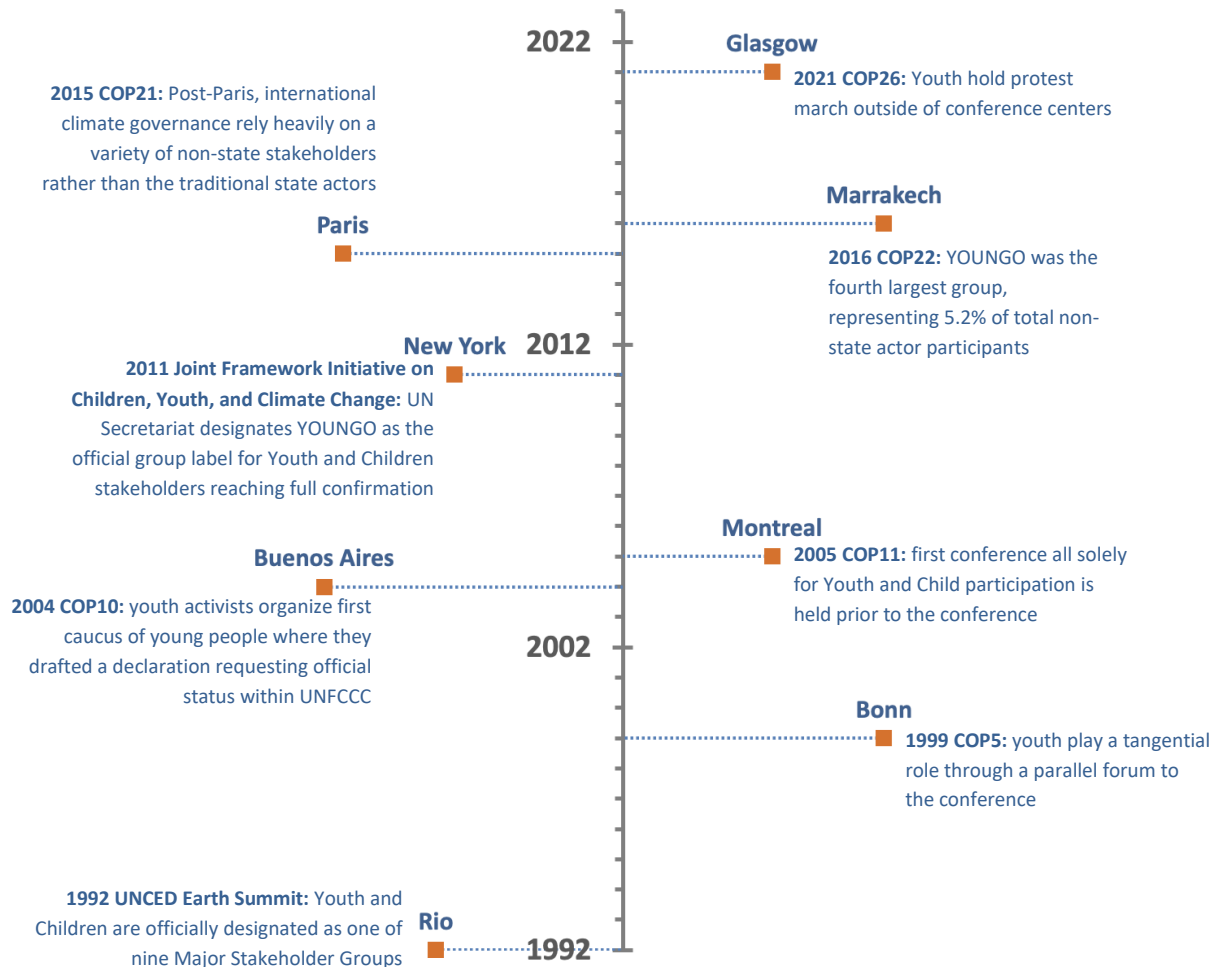 2022
Glasgow
2021 COP26: Youth hold protest
march outside of conference centers
2015 COP21: Post-Paris, international
climate governance rely heavily on a
variety of non-state stakeholders
rather than the traditional state actors
Marrakech
Paris
2016 COP22: YOUNGO was the
fourth largest group,
representing 5.2% of total non-
state actor participants
New York
2012
2011 Joint Framework Initiative on
Children, Youth, and Climate Change: UN
Secretariat designates YOUNGO as the
official group label for Youth and Children
stakeholders reaching full confirmation
Montreal
2005 COP11: first conference all solely
for Youth and Child participation is
held prior to the conference
Buenos Aires
2004 COP10: youth activists organize first
caucus of young people where they
drafted a declaration requesting official
status within UNFCCC
2002
Bonn
1999 COP5: youth play a tangential
role through a parallel forum to
the conference
1992 UNCED Earth Summit: Youth and
Children are officially designated as one of
nine Major Stakeholder Groups
Rio
1992